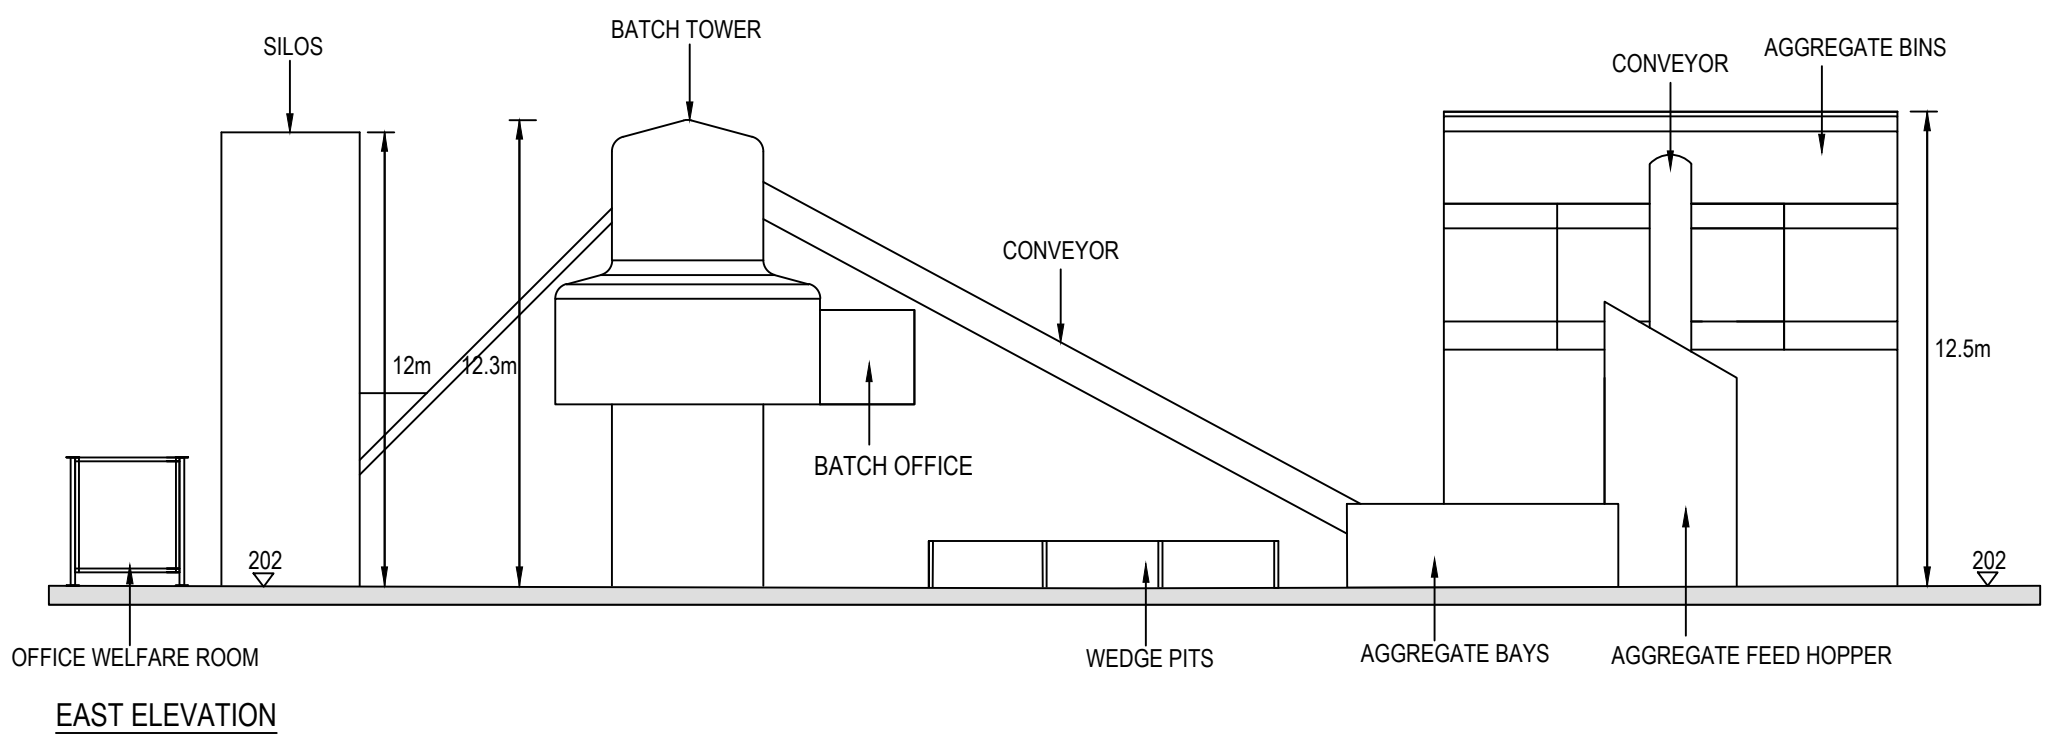 BATCH TOWER
SILOS
AGGREGATE BINS
CONVEYOR
CONVEYOR
12.5m
12m
12.3m
BATCH OFFICE
202
202
OFFICE WELFARE ROOM
WEDGE PITS
AGGREGATE BAYS
AGGREGATE FEED HOPPER
EAST ELEVATION